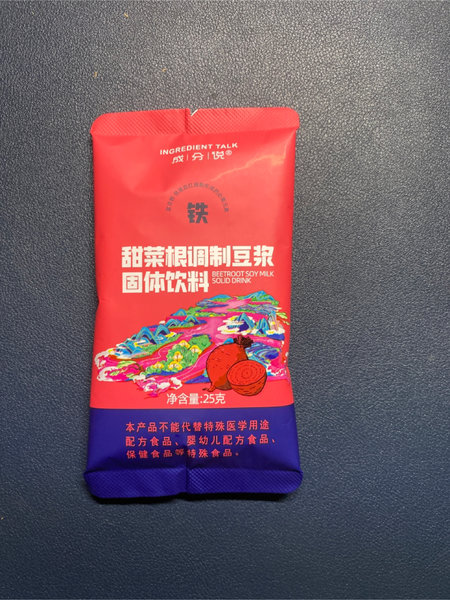 INGREDIENT TALK
成分说®
铁
甜菜根调制豆浆
固体饮料
BEETROOT SOY MILK
SOLID DRINK
净含量:25克
本产品不能代替特殊医学用途
配方食品、婴幼儿配方食品、
保健食品等特殊食品。